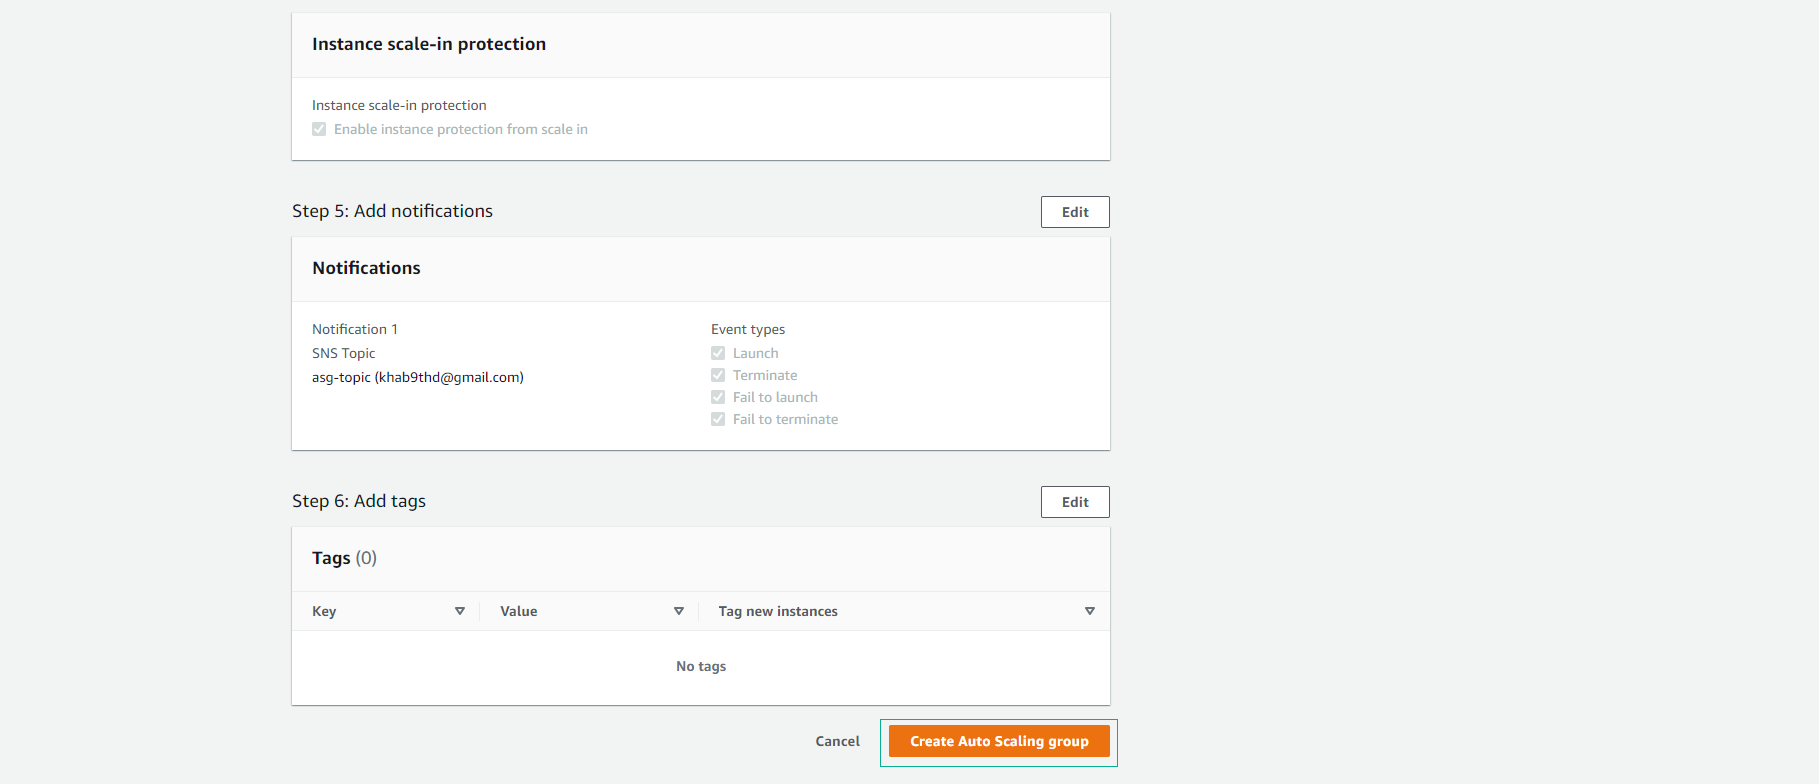 Instance scale-in protection
Instance scale-in protection
Enable instance protection from scale in
Step 5: Add notifications
Edit
Notifications
Notification 1
SNS Topic
asg-topic (khab9thd@gmail.com)
Event types
Launch
Terminate
Fail to launch
Fail to terminate
Step 6: Add tags
Edit
Tags (0)
Key Value Tag new instances
No tags
Cancel Create Auto Scaling group